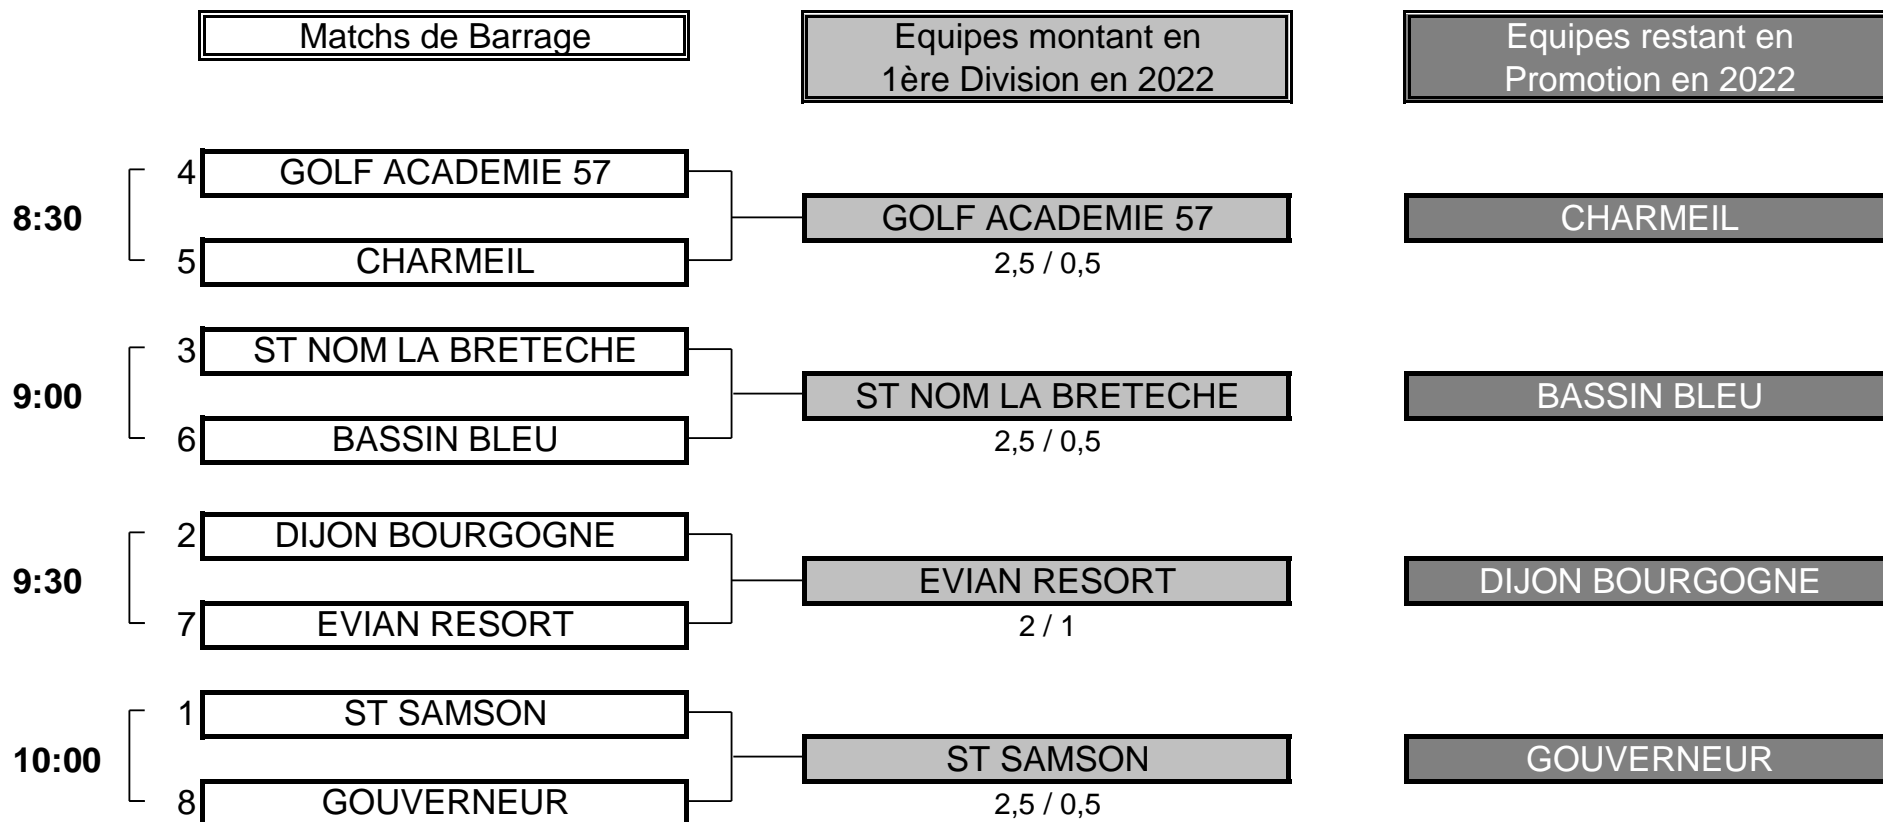 Matchs de Barrage
Equipes montant en
1ère Division en 2022
Equipes restant en
Promotion en 2022
4 GOLF ACADEMIE 57
8:30
GOLF ACADEMIE 57
CHARMEIL
5 CHARMEIL
2,5 / 0,5
3 ST NOM LA BRETECHE
9:00
ST NOM LA BRETECHE
BASSIN BLEU
6 BASSIN BLEU
2,5 / 0,5
2 DIJON BOURGOGNE
9:30
EVIAN RESORT
DIJON BOURGOGNE
7 EVIAN RESORT
2 / 1
1 ST SAMSON
10:00
ST SAMSON
GOUVERNEUR
8 GOUVERNEUR
2,5 / 0,5